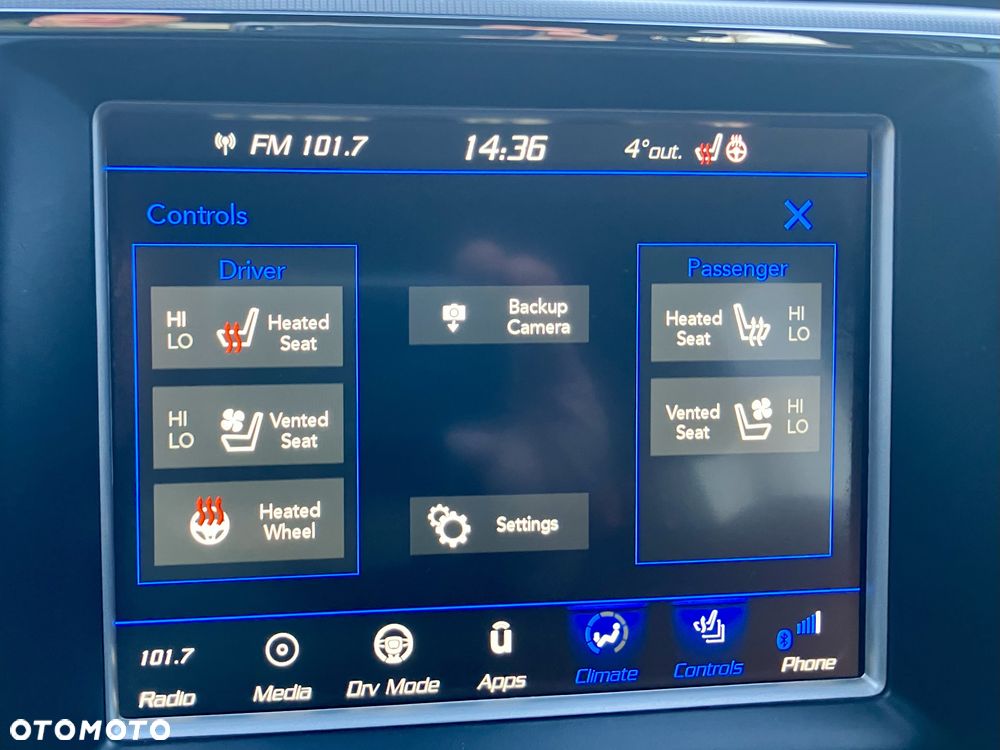 FM 101.7 14:36 4°out.
Controls
Driver
HI
LO
Heated
Seat
HI
LO
Vented
Seat
Heated
Wheel
Backup
Camera
Settings
Passenger
Heated
Seat
HI
LO
Vented
Seat
HI
LO
101.7
Radio
Media
Drv Mode
Apps
Climate
Controls
Phone
OTOMOTO